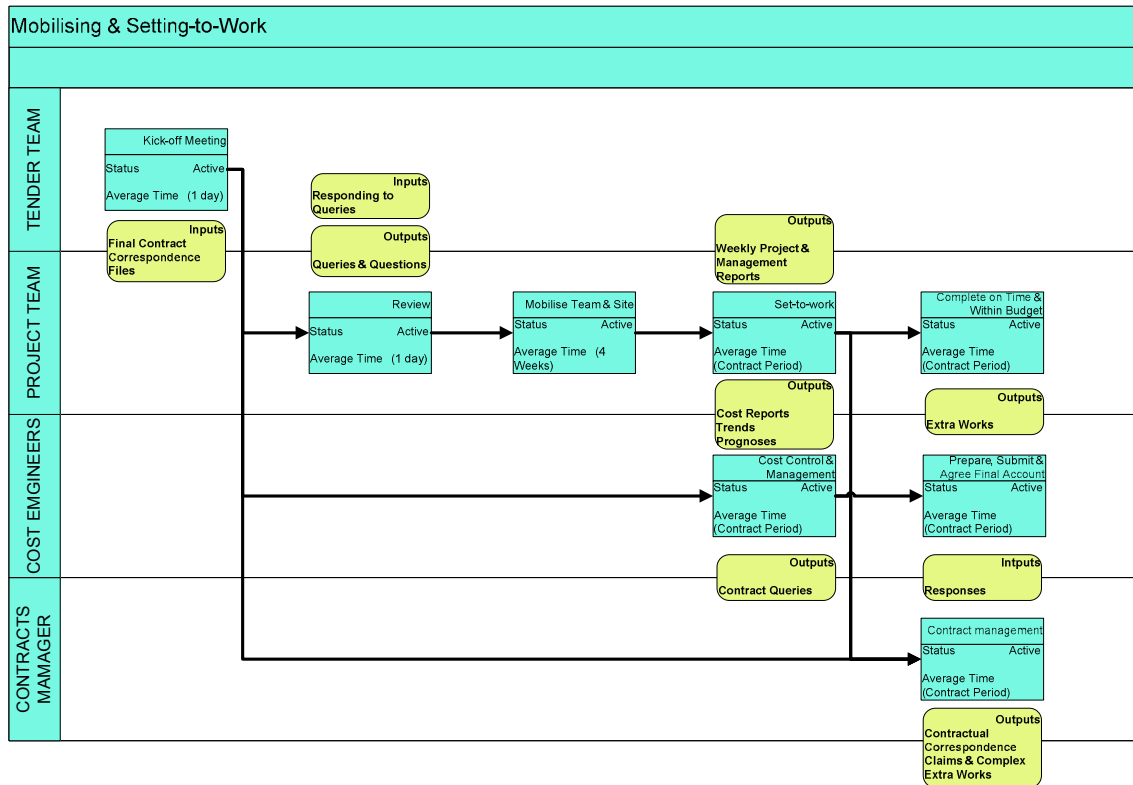 Mobilising & Setting-to-Work
TENDER TEAM
Kick-off Meeting
Status Active
Average Time (1 day)
Inputs
Final Contract
Correspondence
Files
Inputs
Responing to
Queries
Outputs
Queries & Questions
Outputs
Weekly Project &
Management
Reports
PROJECT TEAM
Review
Status Active
Average Time (1 day)
Mobilise Team & Site
Status Active
Average Time (4
Weeks)
Set-to-work
Status Active
Average Time
(Contract Period)
Complete on Time &
Within Budget
Status Active
Average Time
(Contract Period)
Outputs
Cost Reports
Trends
Prognoses
Outputs
Extra Works
COST EMGINEERS
Cost Control &
Management
Status Active
Average Time
(Contract Period)
Prepare, Submit &
Agree Final Account
Status Active
Average Time
(Contract Period)
Outputs
Contract Queries
Intputs
Responses
CONTRACTS
MAMAGER
Contract management
Status Active
Average Time
(Contract Period)
Outputs
Contractual
Correspondence
Claims & Complex
Extra Works